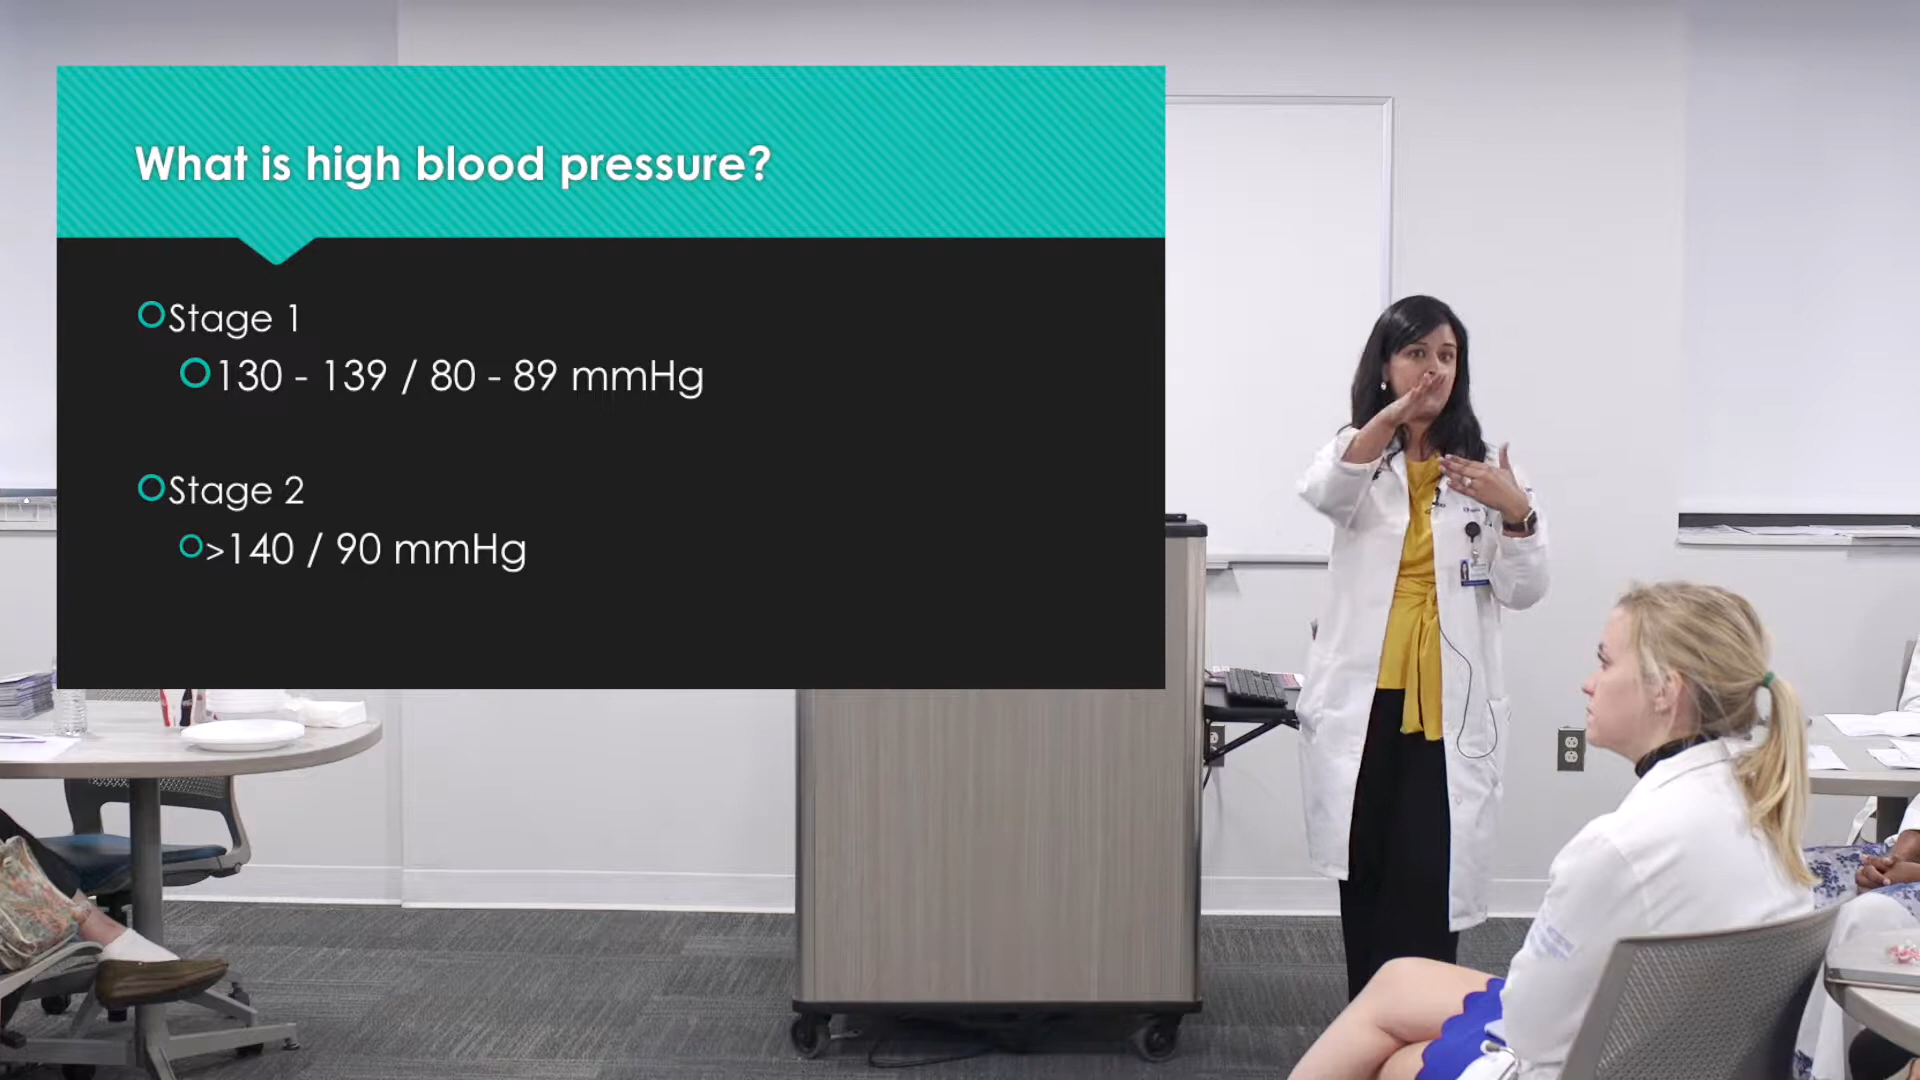 What is high blood pressure?
Stage 1
130 - 139 / 80 - 89 mmHg
Stage 2
>140 / 90 mmHg